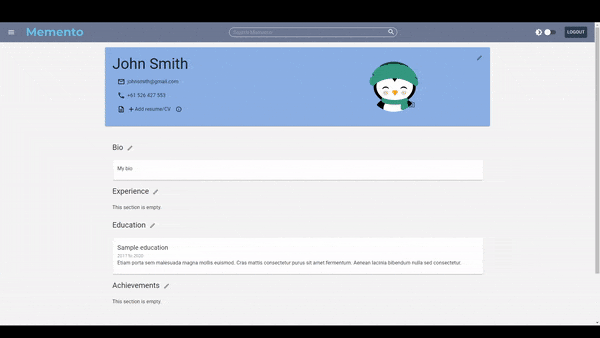 Memento
Search Memento
LOGOUT
John Smith
johnsmith@gmail.com
+61 526 427 553
+ Add resume/CV
Bio
My bio
Experience
This section is empty.
Education
Sample education
2017 to 2020
Etiam porta sem malesuada magna mollis euismod. Cras mattis consectetur purus sit amet fermentum. Aenean lacinia bibendum nulla sed consectetur.
Achievements
This section is empty.